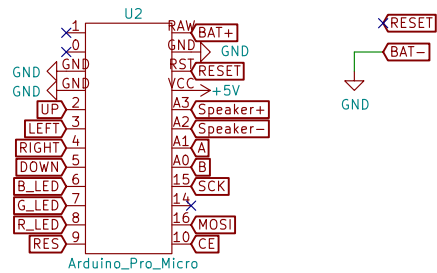 U2
1 RAW BAT+ RESET
0 GND GND BAT-
GND GND RST RESET
GND GND VCC +5V GND
UP 2 A3 Speaker+
LEFT 3 A2 Speaker-
RIGHT 4 A1 A
DOWN 5 A0 B
B_LED 6 15 SCK
G_LED 7 14
R_LED 8 16 MOSI
RES 9 10 CE
Arduino_Pro_Micro